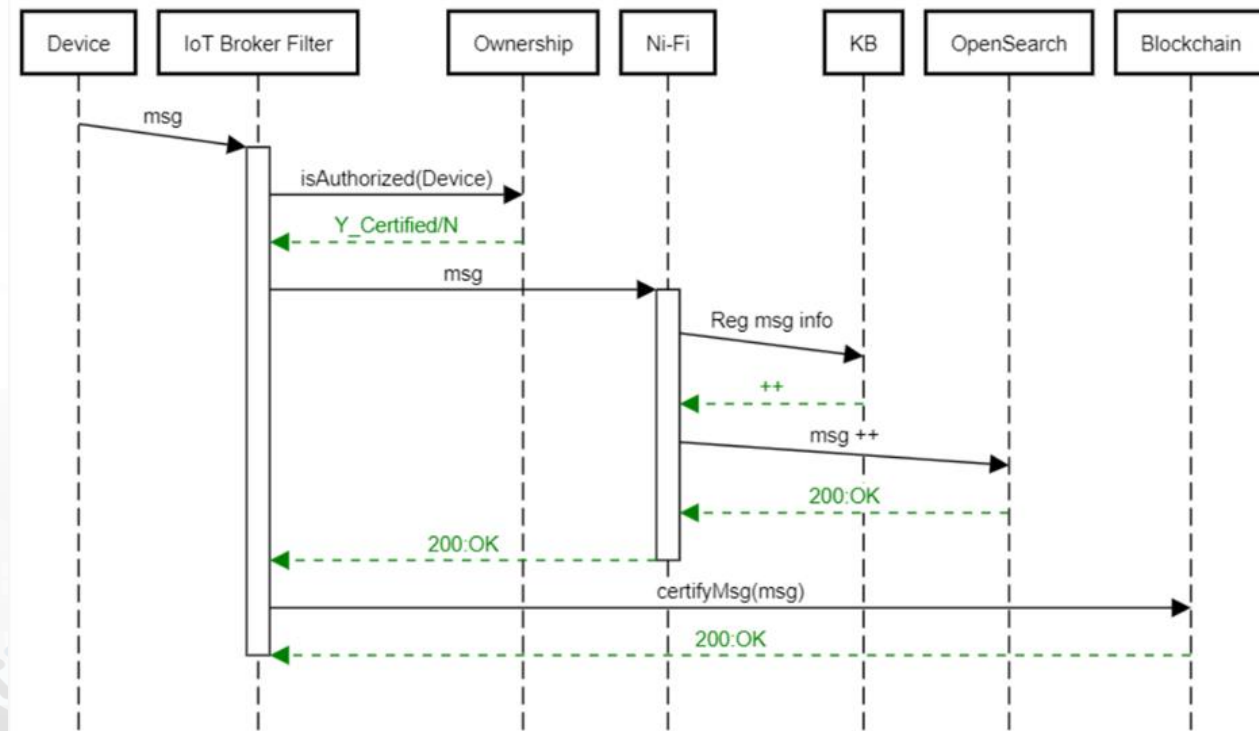 Device
IoT Broker Filter
Ownership
Ni-Fi
KB
OpenSearch
Blockchain
msg
isAuthorized(Device)
Y_Certified/N
msg
Reg msg info
++
msg ++
200:OK
200:OK
certifyMsg(msg)
200:OK